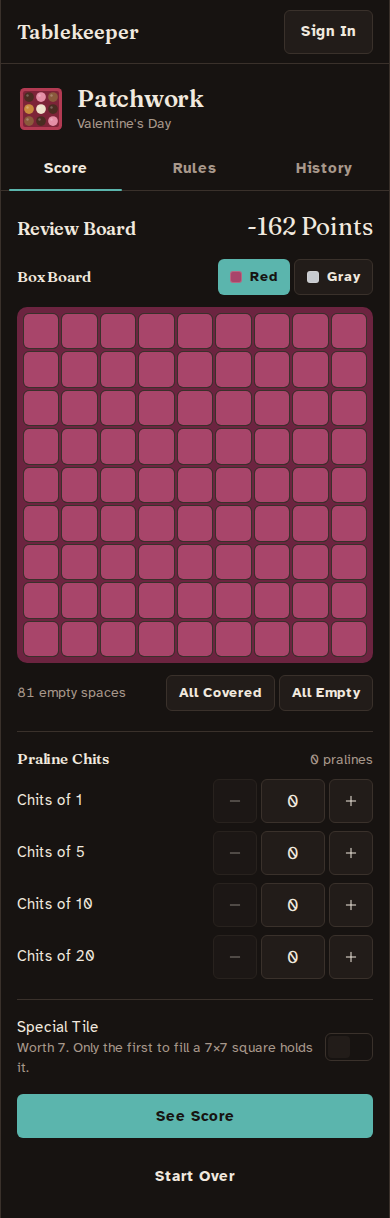 Tablekeeper
Sign In
Patchwork
Valentine's Day
Score
Rules
History
Review Board
-162 Points
Box Board
Red
Gray
81 empty spaces
All Covered
All Empty
Praline Chits
0 pralines
Chits of 1
−
0
+
Chits of 5
−
0
+
Chits of 10
−
0
+
Chits of 20
−
0
+
Special Tile
Worth 7. Only the first to fill a 7×7 square holds
it.
See Score
Start Over